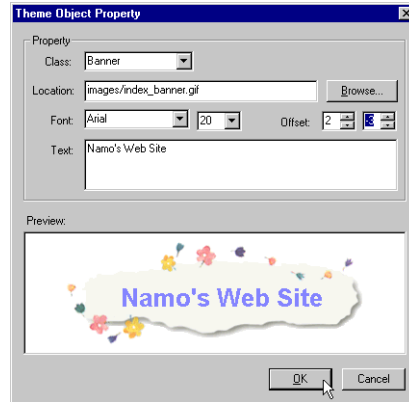 Theme Object Property
Property
Class: Banner
Location: images/index_banner.gif Browse...
Font: Arial 20 Offset: 2 -3
Text: Namo's Web Site
Preview:
Namo's Web Site
OK Cancel